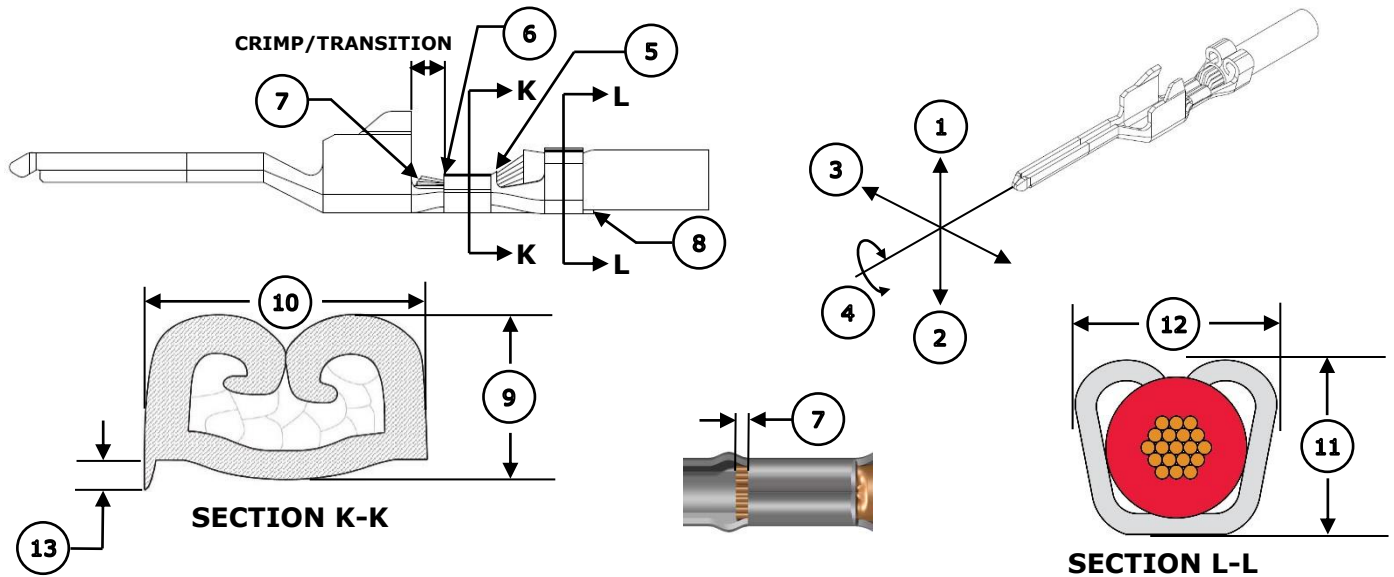 CRIMP/TRANSITION
6
5
7
K
L
K
L
8
1
3
4
2
10
9
13
SECTION K-K
7
12
11
SECTION L-L